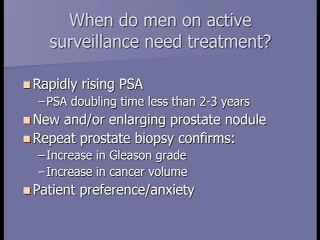 When do men on active
surveillance need treatment?
Rapidly rising PSA
–PSA doubling time less than 2-3 years
New and/or enlarging prostate nodule
Repeat prostate biopsy confirms:
–Increase in Gleason grade
–Increase in cancer volume
Patient preference/anxiety